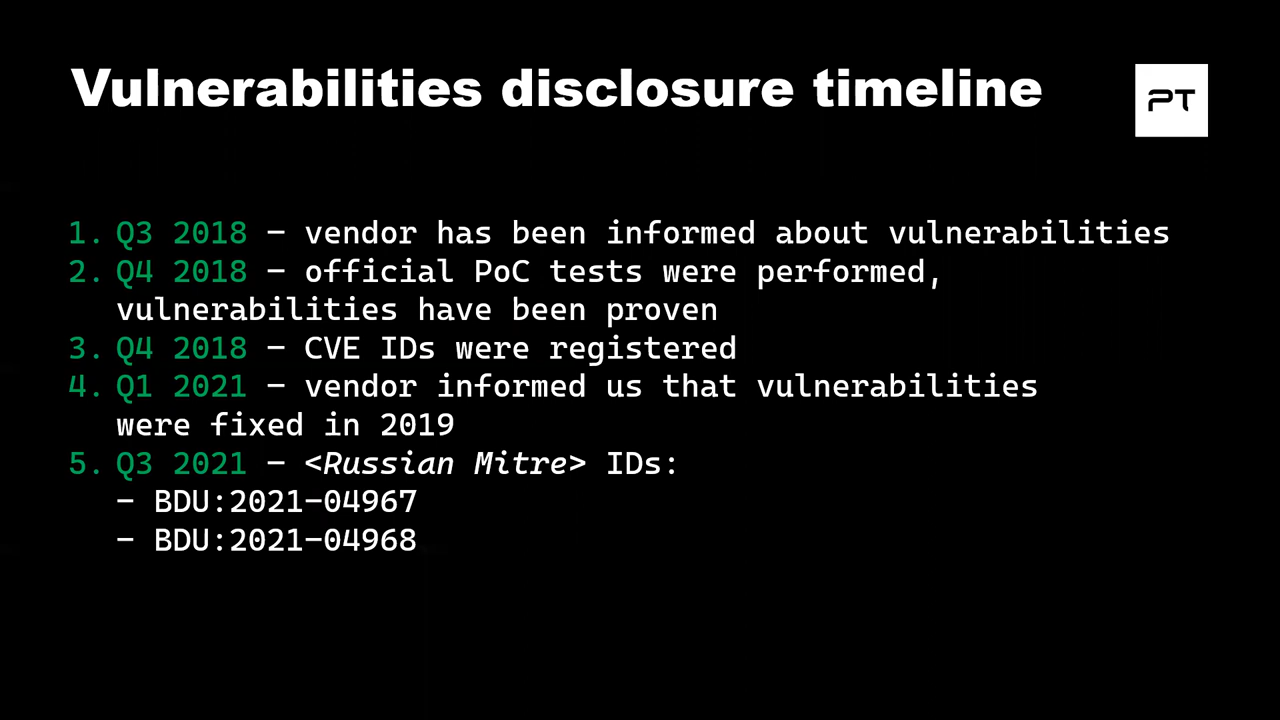 Vulnerabilities disclosure timeline
PT
1. Q3 2018 – vendor has been informed about vulnerabilities
2. Q4 2018 – official PoC tests were performed,
vulnerabilities have been proven
3. Q4 2018 – CVE IDs were registered
4. Q1 2021 – vendor informed us that vulnerabilities
were fixed in 2019
5. Q3 2021 – <Russian Mitre> IDs:
– BDU:2021-04967
– BDU:2021-04968